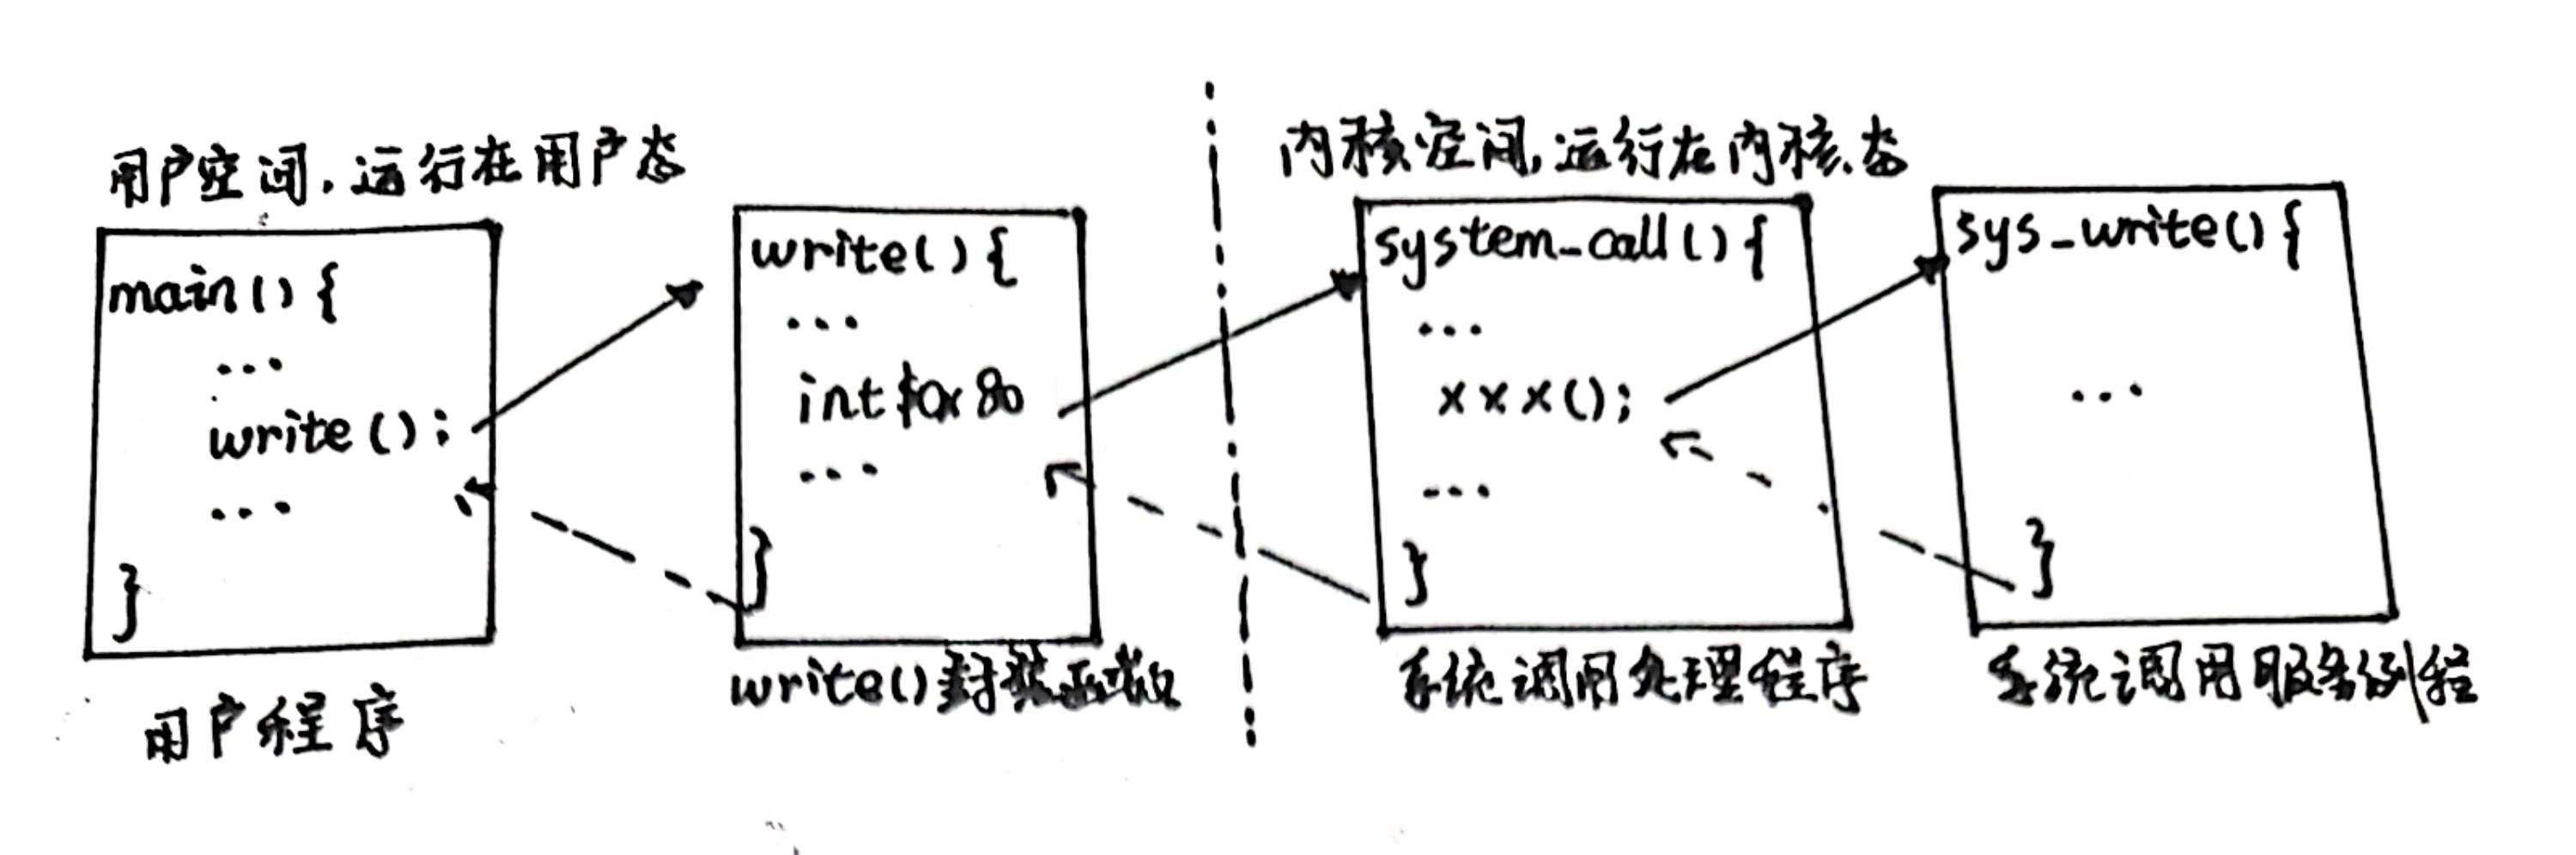 用户空间，运行在用户态
main(){
...
write();
...
}
用户程序
write(){
...
int $0x80
...
}
write()封装函数
内核空间，运行在内核态
system_call(){
...
xxx();
...
}
系统调用处理程序
sys_write(){
...
}
系统调用服务例程